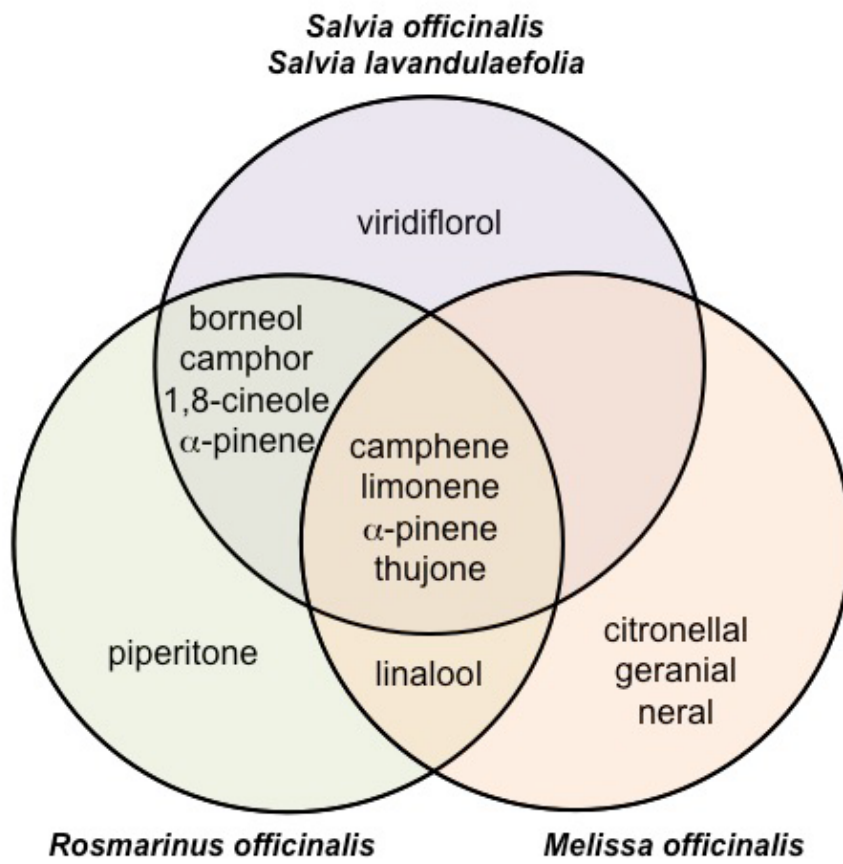 Salvia officinalis
Salvia lavandulaefolia
viridiflorol
borneol
camphor
1,8-cineole
α-pinene
camphene
limonene
α-pinene
thujone
piperitone
linalool
citronellal
geranial
neral
Rosmarinus officinalis
Melissa officinalis